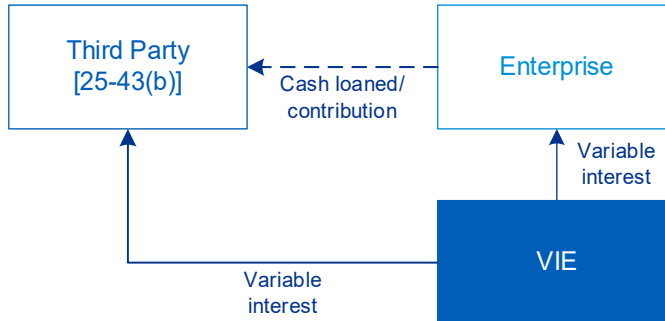 Third Party
[25-43(b)]
Cash loaned/
contribution
Enterprise
Variable
interest
VIE
Variable
interest